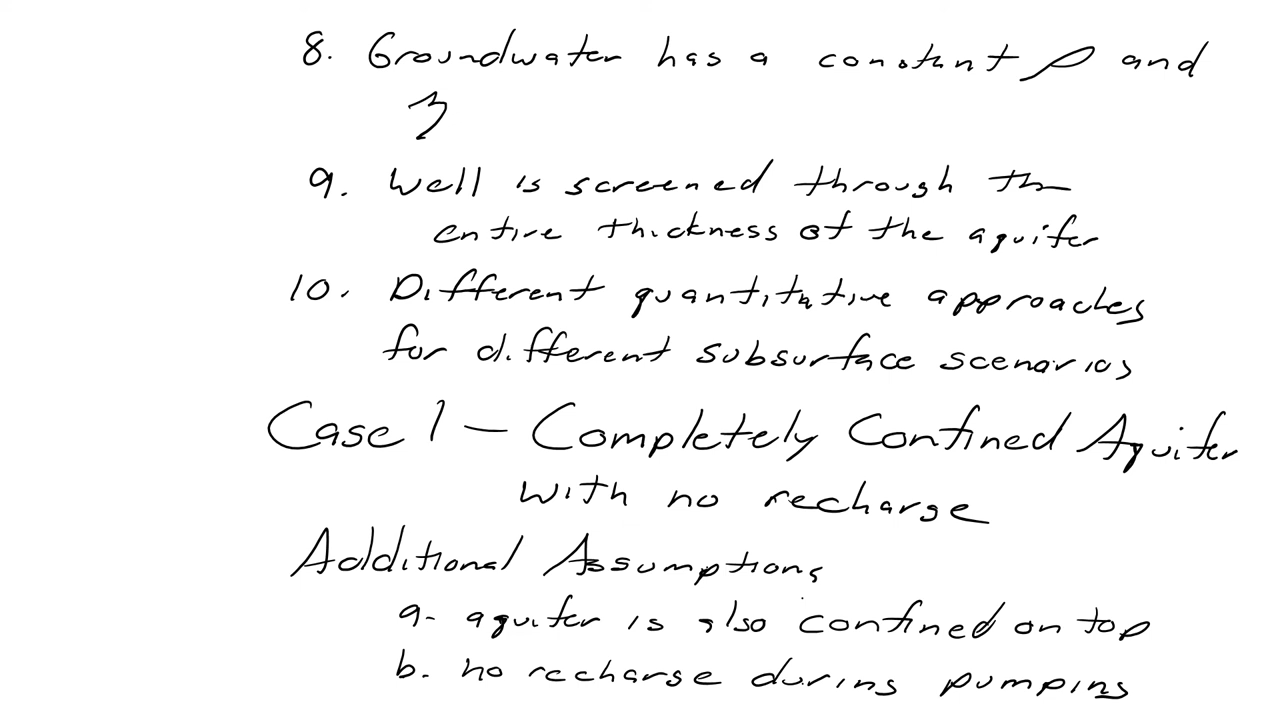 8. Groundwater has a constant ρ and
η
9. Well is screened through th
entire thickness of the aquifer
10. Different quantitative approaches
for different subsurface scenarios
Case 1 — Completely Confined Aquifer
with no recharge
Additional Assumptions
a. aquifer is also confined on top
b. no recharge during pumping